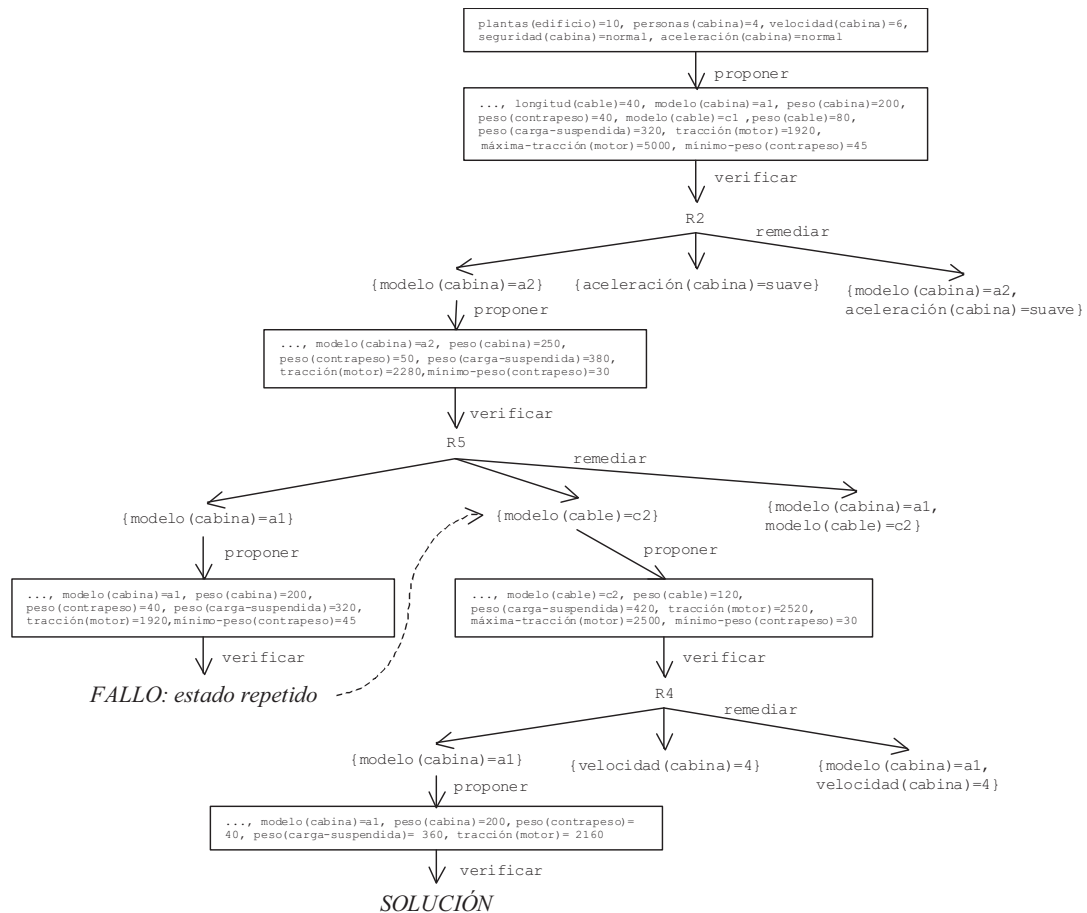 plantas(edificio)=10, personas(cabina)=4, velocidad(cabina)=6,
seguridad(cabina)=normal, aceleración(cabina)=normal
proponer
..., longitud(cable)=40, modelo(cabina)=a1, peso(cabina)=200,
peso(contrapeso)=40, modelo(cable)=c1 ,peso(cable)=80,
peso(carga-suspendida)=320, tracción(motor)=1920,
máxima-tracción(motor)=5000, mínimo-peso(contrapeso)=45
verificar
R2
remediar
{modelo(cabina)=a2}
{aceleración(cabina)=suave}
{modelo(cabina)=a2,
aceleración(cabina)=suave}
proponer
..., modelo(cabina)=a2, peso(cabina)=250,
peso(contrapeso)=50, peso(carga-suspendida)=380,
tracción(motor)=2280,mínimo-peso(contrapeso)=30
verificar
R5
remediar
{modelo(cabina)=a1}
{modelo(cable)=c2}
{modelo(cabina)=a1,
modelo(cable)=c2}
proponer
proponer
..., modelo(cabina)=a1, peso(cabina)=200,
peso(contrapeso)=40, peso(carga-suspendida)=320,
tracción(motor)=1920,mínimo-peso(contrapeso)=45
..., modelo(cable)=c2, peso(cable)=120,
peso(carga-suspendida)=420, tracción(motor)=2520,
máxima-tracción(motor)=2500, mínimo-peso(contrapeso)=30
verificar
verificar
FALLO: estado repetido
R4
remediar
{modelo(cabina)=a1}
{velocidad(cabina)=4}
{modelo(cabina)=a1,
velocidad(cabina)=4}
proponer
..., modelo(cabina)=a1, peso(cabina)=200, peso(contrapeso)=
40, peso(carga-suspendida)= 360, tracción(motor)= 2160
verificar
SOLUCIÓN